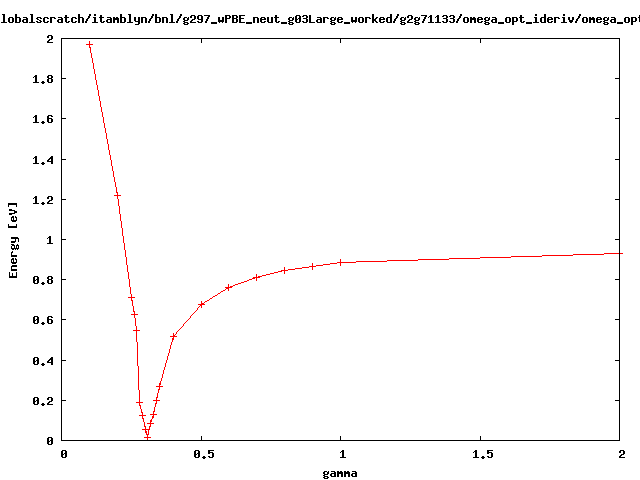 lobalscratch/itamblyn/bnl/g297_wPBE_neut_g03Large_worked/g2g71133/omega_opt_ideriv/omega_opt
2
1.8
1.6
1.4
1.2
1
0.8
0.6
0.4
0.2
0
Energy [eV]
0 0.5 1 1.5 2
gamma